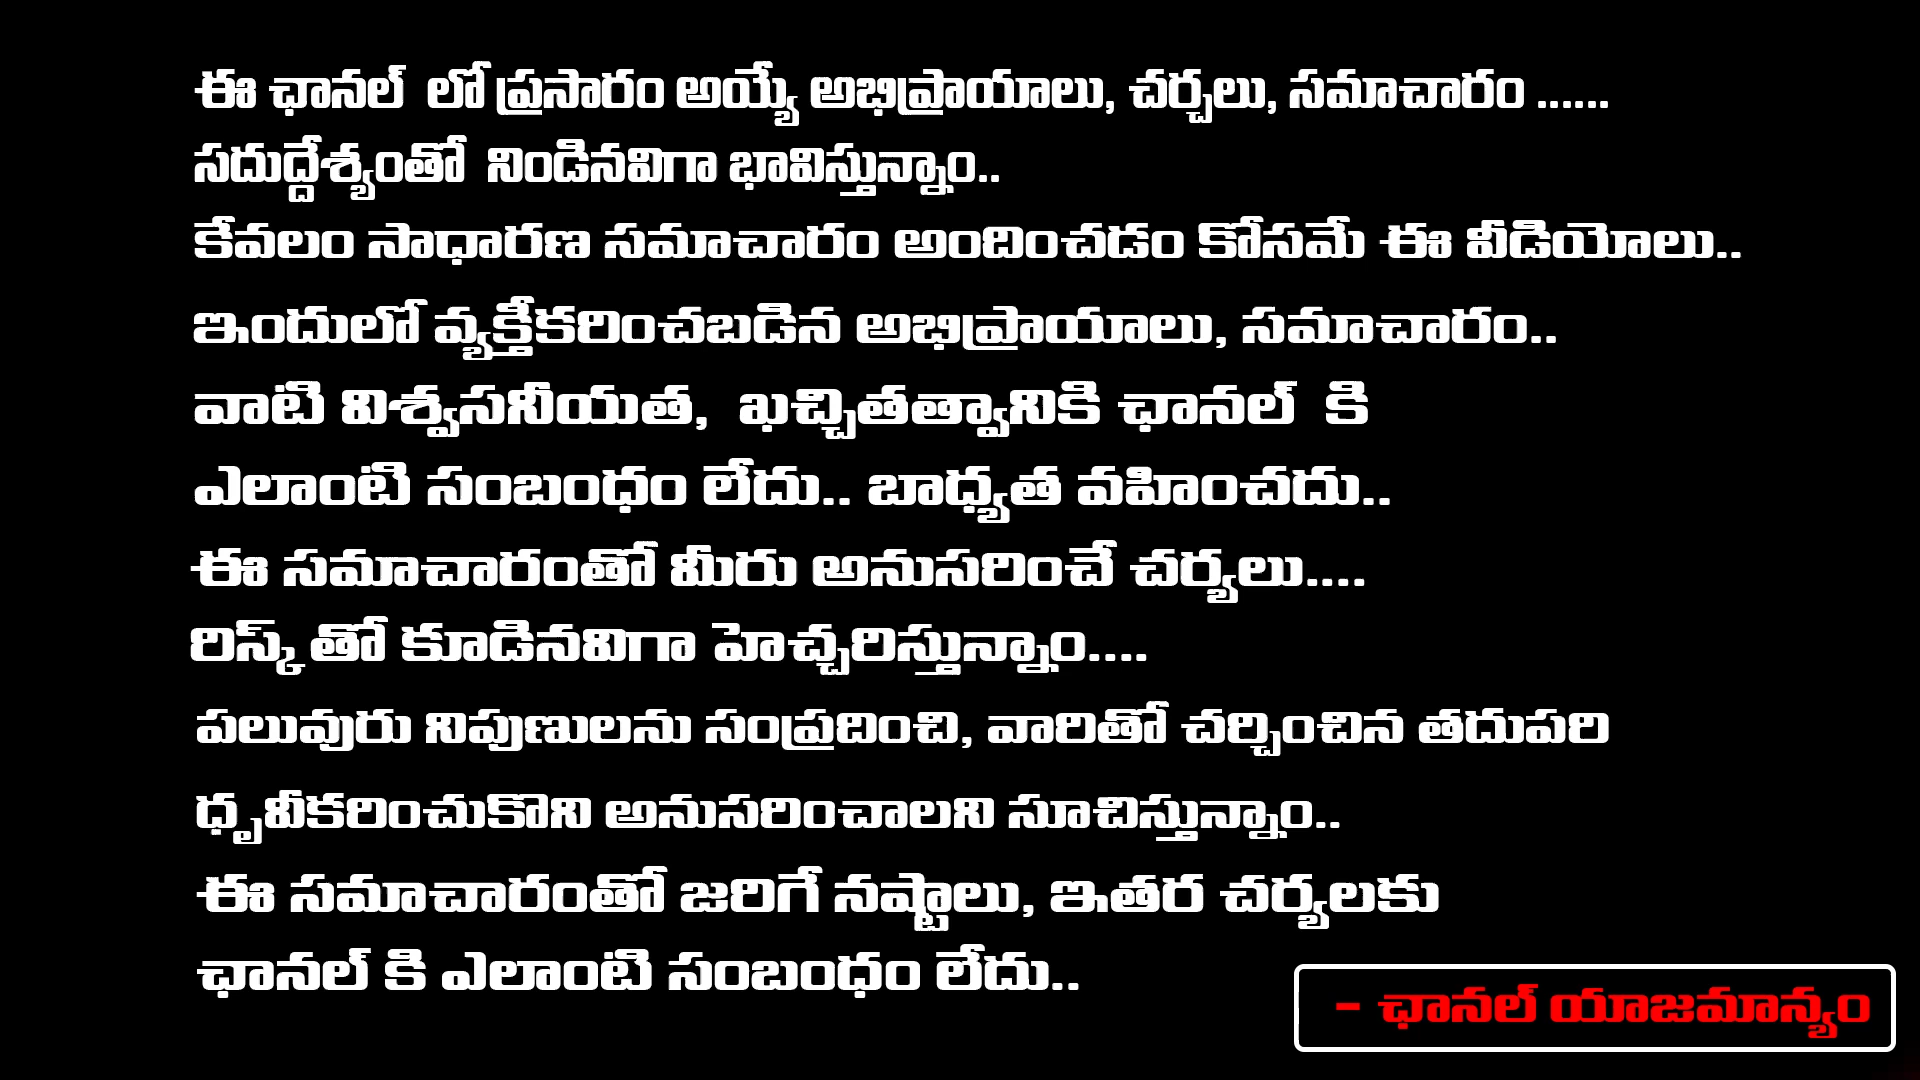 ఈ ఛానల్ లో ప్రసారం అయ్యే అభిప్రాయాలు, చర్చలు, సమాచారం ......
సదుద్దేశ్యంతో నిండినవిగా భావిస్తున్నాం..
కేవలం సాధారణ సమాచారం అందించడం కోసమే ఈ వీడియోలు..
ఇందులో వ్యక్తీకరించబడిన అభిప్రాయాలు, సమాచారం..
వాటి విశ్వసనీయత, ఖచ్చితత్వానికి ఛానల్ కి
ఎలాంటి సంబంధం లేదు.. బాధ్యత వహించదు..
ఈ సమాచారంతో మీరు అనుసరించే చర్యలు....
రిస్క్ తో కూడినవిగా హెచ్చరిస్తున్నాం....
పలువురు నిపుణులను సంప్రదించి, వారితో చర్చించిన తదుపరి
ధృవీకరించుకొని అనుసరించాలని సూచిస్తున్నాం..
ఈ సమాచారంతో జరిగే నష్టాలు, ఇతర చర్యలకు
ఛానల్ కి ఎలాంటి సంబంధం లేదు..
- ఛానల్ యాజమాన్యం